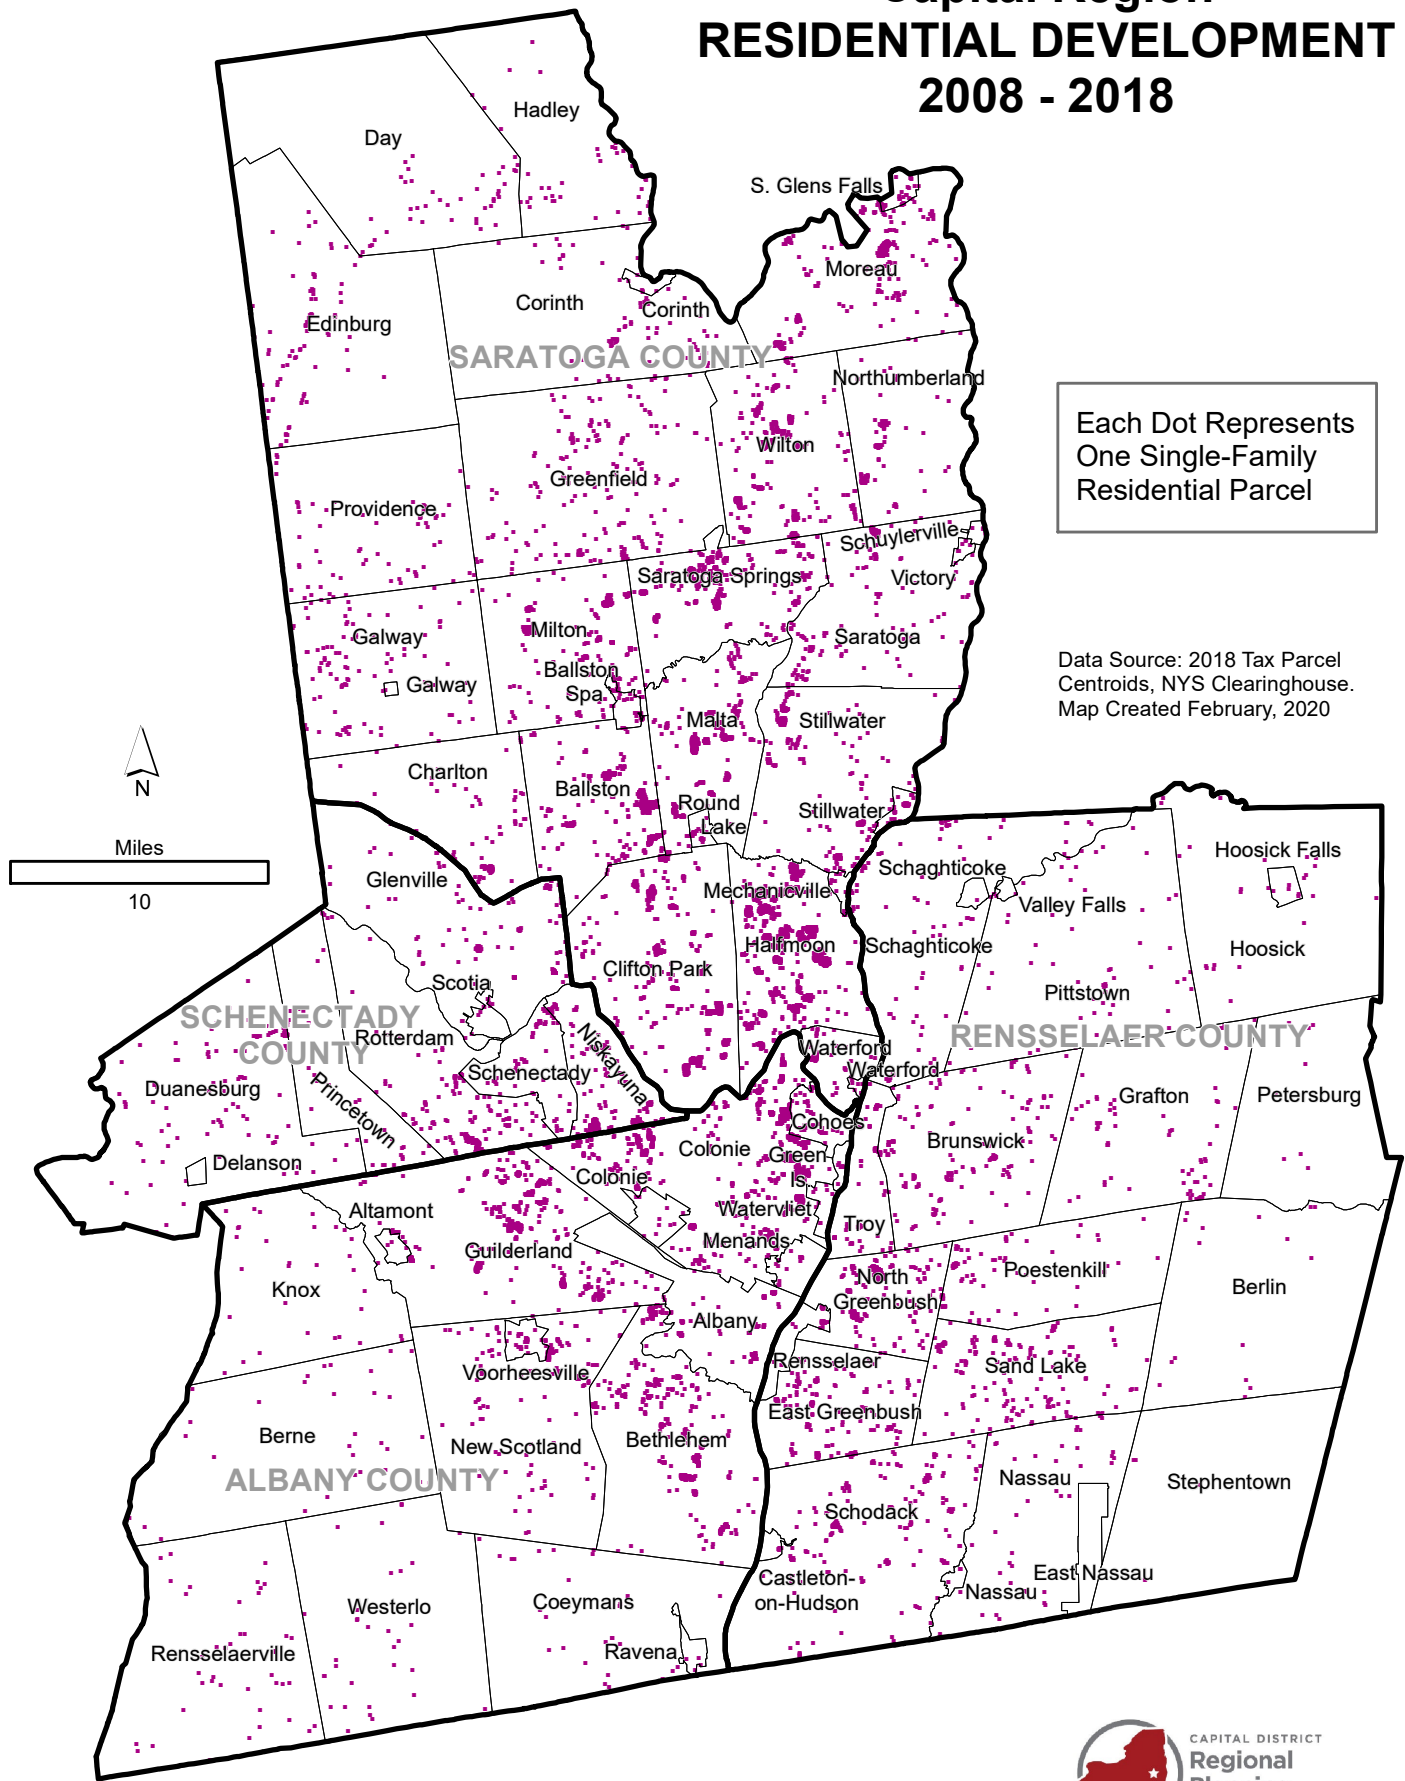 Capital Region
RESIDENTIAL DEVELOPMENT
2008 - 2018
Hadley
Day
S. Glens Falls
Moreau
Corinth
Corinth
Edinburg
SARATOGA COUNTY
Northumberland
Each Dot Represents
One Single-Family
Residential Parcel
Wilton
Greenfield
Providence
Schuylerville
Saratoga Springs
Victory
Milton
Galway
Saratoga
Data Source: 2018 Tax Parcel
Centroids, NYS Clearinghouse.
Map Created February, 2020
Ballston
Spa
Galway
Malta
Stillwater
Charlton
N
Ballston
Round
Lake
Stillwater
Miles
10
Hoosick Falls
Schaghticoke
Glenville
Mechanicville
Valley Falls
Halfmoon
Schaghticoke
Hoosick
Clifton Park
Scotia
Pittstown
SCHENECTADY
COUNTY
Rotterdam
RENSSELAER COUNTY
Niskayuna
Waterford
Waterford
Schenectady
Duanesburg
Princetown
Grafton
Petersburg
Cohoes
Brunswick
Colonie
Green
Is.
Delanson
Colonie
Altamont
Watervliet
Troy
Menands
Guilderland
Poestenkill
North
Greenbush
Knox
Berlin
Albany
Rensselaer
Sand Lake
Voorheesville
East Greenbush
Berne
New Scotland
Bethlehem
ALBANY COUNTY
Nassau
Stephentown
Schodack
Castleton-
on-Hudson
East Nassau
Nassau
Westerlo
Coeymans
Rensselaerville
Ravena
CAPITAL DISTRICT
Regional